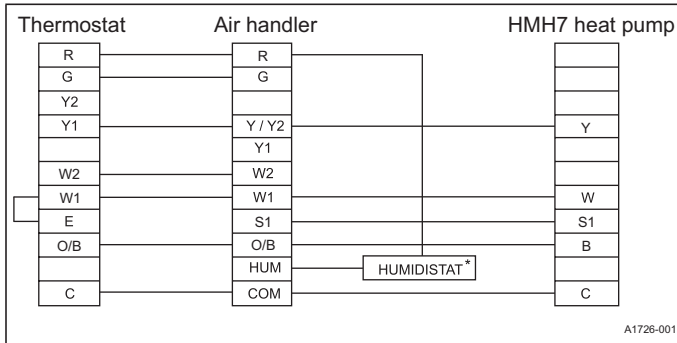 Thermostat Air handler HMH7 heat pump
R R
G G
Y2
Y1 Y / Y2 Y
Y1
W2 W2
W1 W1 W
E S1 S1
O/B O/B B
HUM HUMIDISTAT*
C COM C
A1726-001